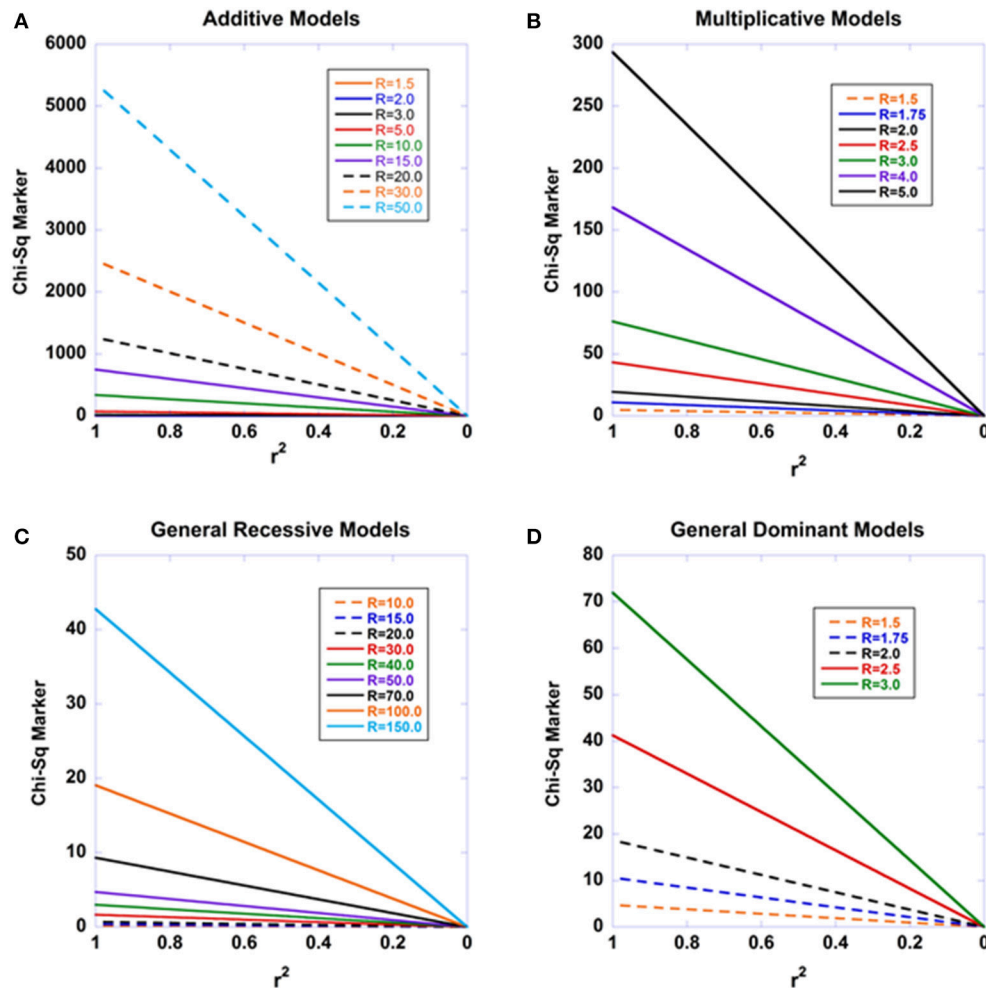 A
Additive Models
6000
5000
4000
3000
2000
1000
0
Chi-Sq Marker
R=1.5
R=2.0
R=3.0
R=5.0
R=10.0
R=15.0
R=20.0
R=30.0
R=50.0
1 0.8 0.6 0.4 0.2 0
r²
B
Multiplicative Models
300
250
200
150
100
50
0
Chi-Sq Marker
R=1.5
R=1.75
R=2.0
R=2.5
R=3.0
R=4.0
R=5.0
1 0.8 0.6 0.4 0.2 0
r²
C
General Recessive Models
50
40
30
20
10
0
Chi-Sq Marker
R=10.0
R=15.0
R=20.0
R=30.0
R=40.0
R=50.0
R=70.0
R=100.0
R=150.0
1 0.8 0.6 0.4 0.2 0
r²
D
General Dominant Models
80
70
60
50
40
30
20
10
0
Chi-Sq Marker
R=1.5
R=1.75
R=2.0
R=2.5
R=3.0
1 0.8 0.6 0.4 0.2 0
r²